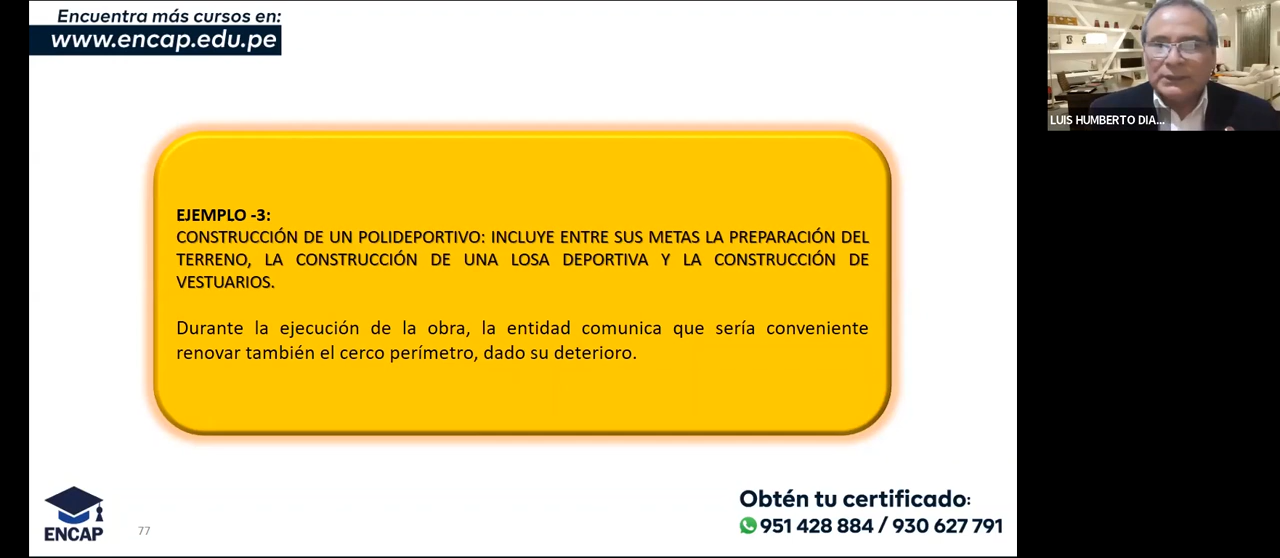 Encuentra más cursos en:
www.encap.edu.pe
LUIS HUMBERTO DIA...
EJEMPLO -3:
CONSTRUCCIÓN DE UN POLIDEPORTIVO: INCLUYE ENTRE SUS METAS LA PREPARACIÓN DEL
TERRENO, LA CONSTRUCCIÓN DE UNA LOSA DEPORTIVA Y LA CONSTRUCCIÓN DE
VESTUARIOS.
Durante la ejecución de la obra, la entidad comunica que sería conveniente
renovar también el cerco perímetro, dado su deterioro.
ENCAP
77
Obtén tu certificado:
951 428 884 / 930 627 791